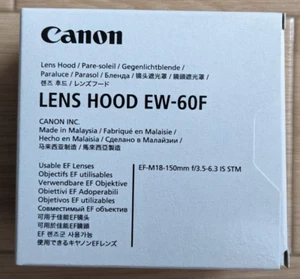 Canon
Lens Hood / Pare-soleil / Gegenlichtblende /
Paraluce / Parasol / Бленда / 镜头遮光罩 / 鏡頭遮光罩 /
렌즈 후드 / レンズフード
LENS HOOD EW-60F
CANON INC.
Made in Malaysia / Fabriqué en Malaisie /
Hecho en Malaisia / Сделано в Малайзии /
马来西亚制造 / 馬來西亞製造
Usable EF Lenses
Objectifs EF utilisables
Verwendbare EF Objektive
Obiettivi EF Adoperabili
Objetivos EF utilizables
Совместимый EF объектив
可用于佳能EF镜头
可用於佳能EF鏡頭
EF 렌즈군 사용가능
使用できるキヤノンEFレンズ
EF-M18-150mm f/3.5-6.3 IS STM